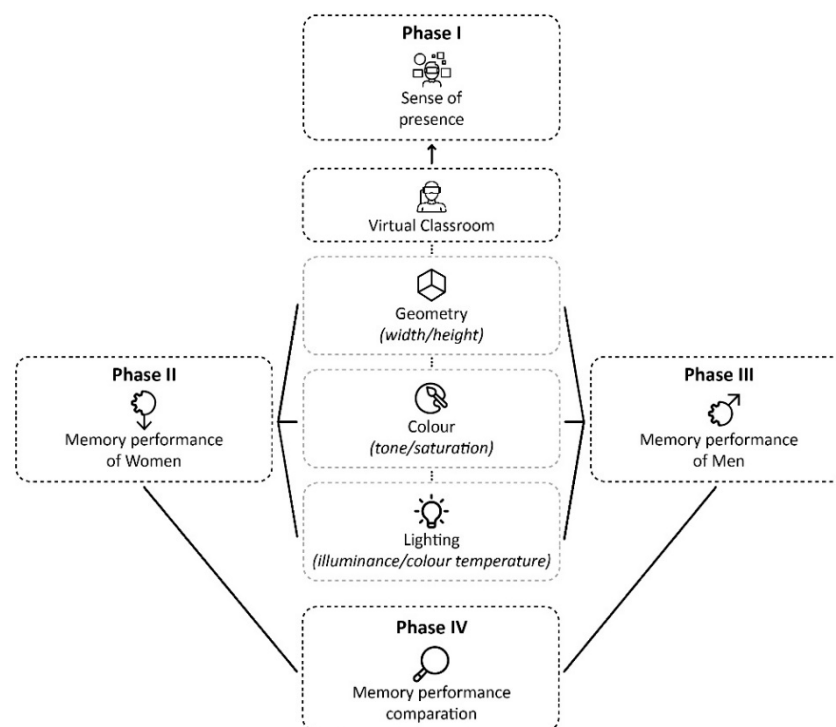 Phase I
Sense of
presence
Virtual Classroom
Geometry
(width/height)
Phase II
Memory performance
of Women
Colour
(tone/saturation)
Phase III
Memory performance
of Men
Lighting
(illuminance/colour temperature)
Phase IV
Memory performance
comparation